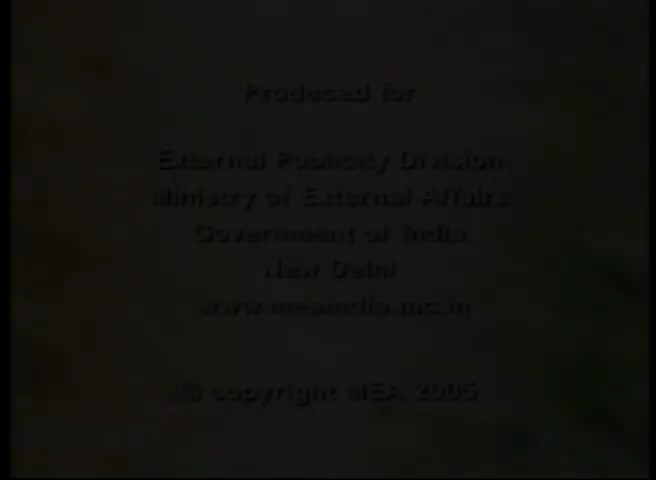 Produced for
External Publicity Division
Ministry of External Affairs
Government of India
New Delhi
www.meaindia.nic.in
© copyright MEA 2005